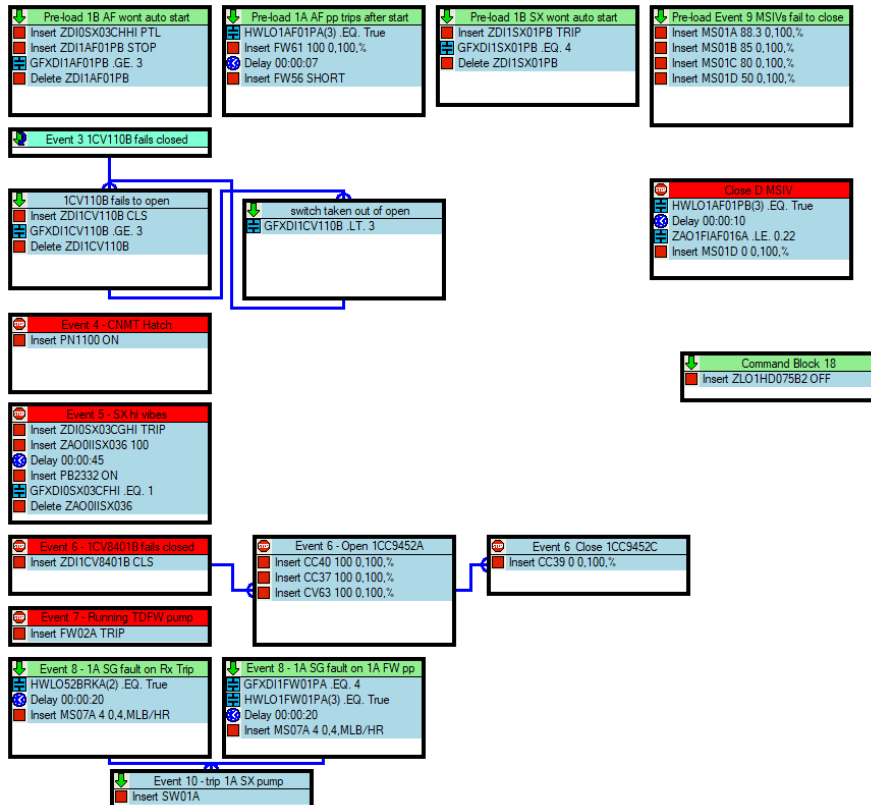 Pre-load 1B AF wont auto start
Insert ZDI0SX03CHHI PTL
Insert ZDI1AF01PB STOP
GFXDI1AF01PB .GE. 3
Delete ZDI1AF01PB
Pre-load 1A AF pp trips after start
HWLO1AF01PA(3) .EQ. True
Insert FW61 100 0,100,%
Delay 00:00:07
Insert FW56 SHORT
Pre-load 1B SX wont auto start
Insert ZDI1SX01PB TRIP
GFXDI1SX01PB .EQ. 4
Delete ZDI1SX01PB
Pre-load Event 9 MSIVs fail to close
Insert MS01A 88.3 0,100,%
Insert MS01B 85 0,100,%
Insert MS01C 80 0,100,%
Insert MS01D 50 0,100,%
Event 3 1CV110B fails closed
1CV110B fails to open
Insert ZDI1CV110B CLS
GFXDI1CV110B .GE. 3
Delete ZDI1CV110B
switch taken out of open
GFXDI1CV110B .LT. 3
Close D MSIV
HWLO1AF01PB(3) .EQ. True
Delay 00:00:10
ZAO1FIAF016A .LE. 0.22
Insert MS01D 0 0,100,%
Event 4 - CNMT Hatch
Insert PN1100 ON
Command Block 18
Insert ZLO1HD075B2 OFF
Event 5 - SX hi vibes
Insert ZDI0SX03CGHI TRIP
Insert ZAO0IISX036 100
Delay 00:00:45
Insert PB2332 ON
GFXDI0SX03CFHI .EQ. 1
Delete ZAO0IISX036
Event 6 - 1CV8401B fails closed
Insert ZDI1CV8401B CLS
Event 6 - Open 1CC9452A
Insert CC40 100 0,100,%
Insert CC37 100 0,100,%
Insert CV63 100 0,100,%
Event 6 Close 1CC9452C
Insert CC39 0 0,100,%
Event 7 - Running TDFW pump
Insert FW02A TRIP
Event 8 - 1A SG fault on Rx Trip
HWLO52BRKA(2) .EQ. True
Delay 00:00:20
Insert MS07A 4 0,4,MLB/HR
Event 8 - 1A SG fault on 1A FW pp
GFXDI1FW01PA .EQ. 4
HWLO1FW01PA(3) .EQ. True
Delay 00:00:20
Insert MS07A 4 0,4,MLB/HR
Event 10 - trip 1A SX pump
Insert SW01A